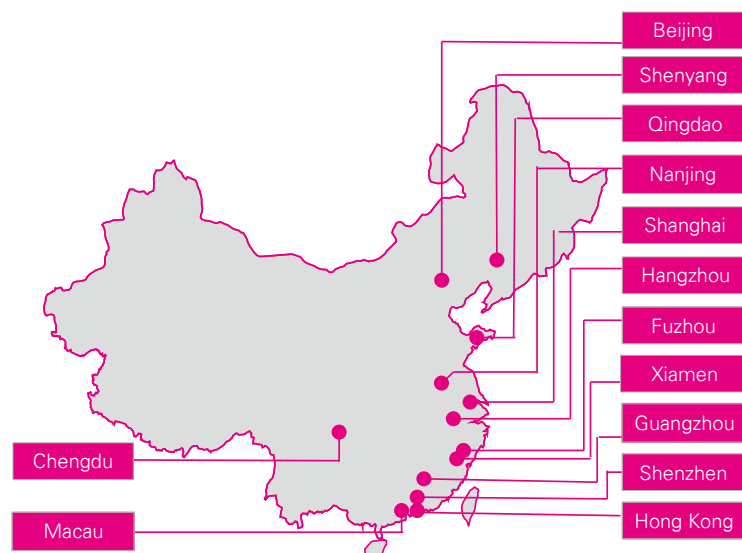 Beijing
Shenyang
Qingdao
Nanjing
Shanghai
Hangzhou
Fuzhou
Xiamen
Guangzhou
Shenzhen
Hong Kong
Chengdu
Macau